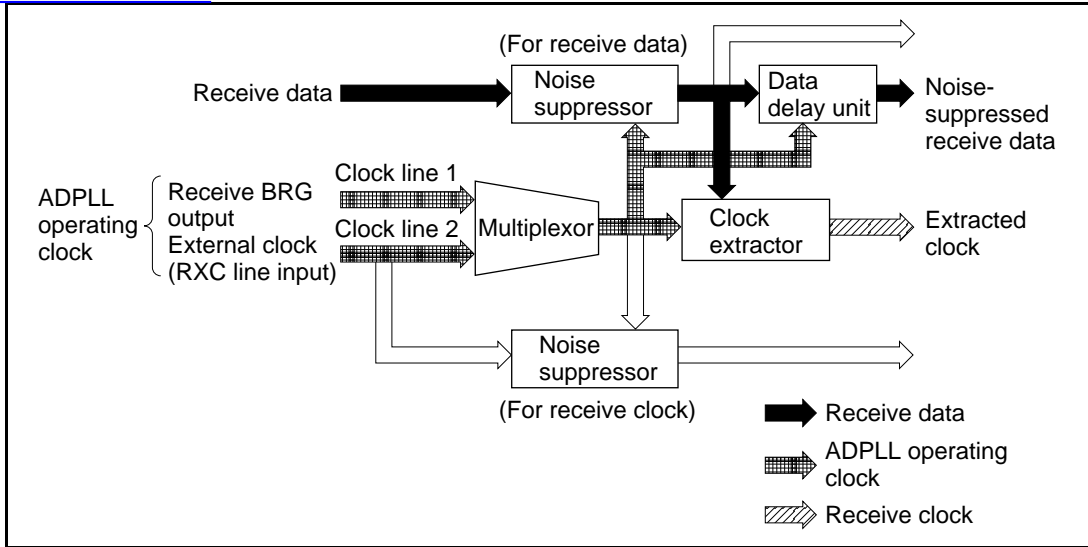 (For receive data)
Receive data
Noise
suppressor
Data
delay unit
Noise-
suppressed
receive data
ADPLL
operating
clock
Receive BRG
output
External clock
(RXC line input)
Clock line 1
Clock line 2
Multiplexor
Clock
extractor
Extracted
clock
Noise
suppressor
(For receive clock)
Receive data
ADPLL operating
clock
Receive clock